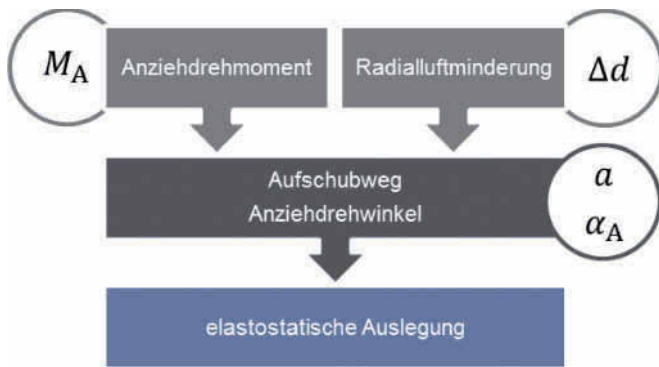 M_A
Anziehdrehmoment
Radialluftminderung
Δd
Aufschubweg
Anziehdrehwinkel
a
α_A
elastostatische Auslegung